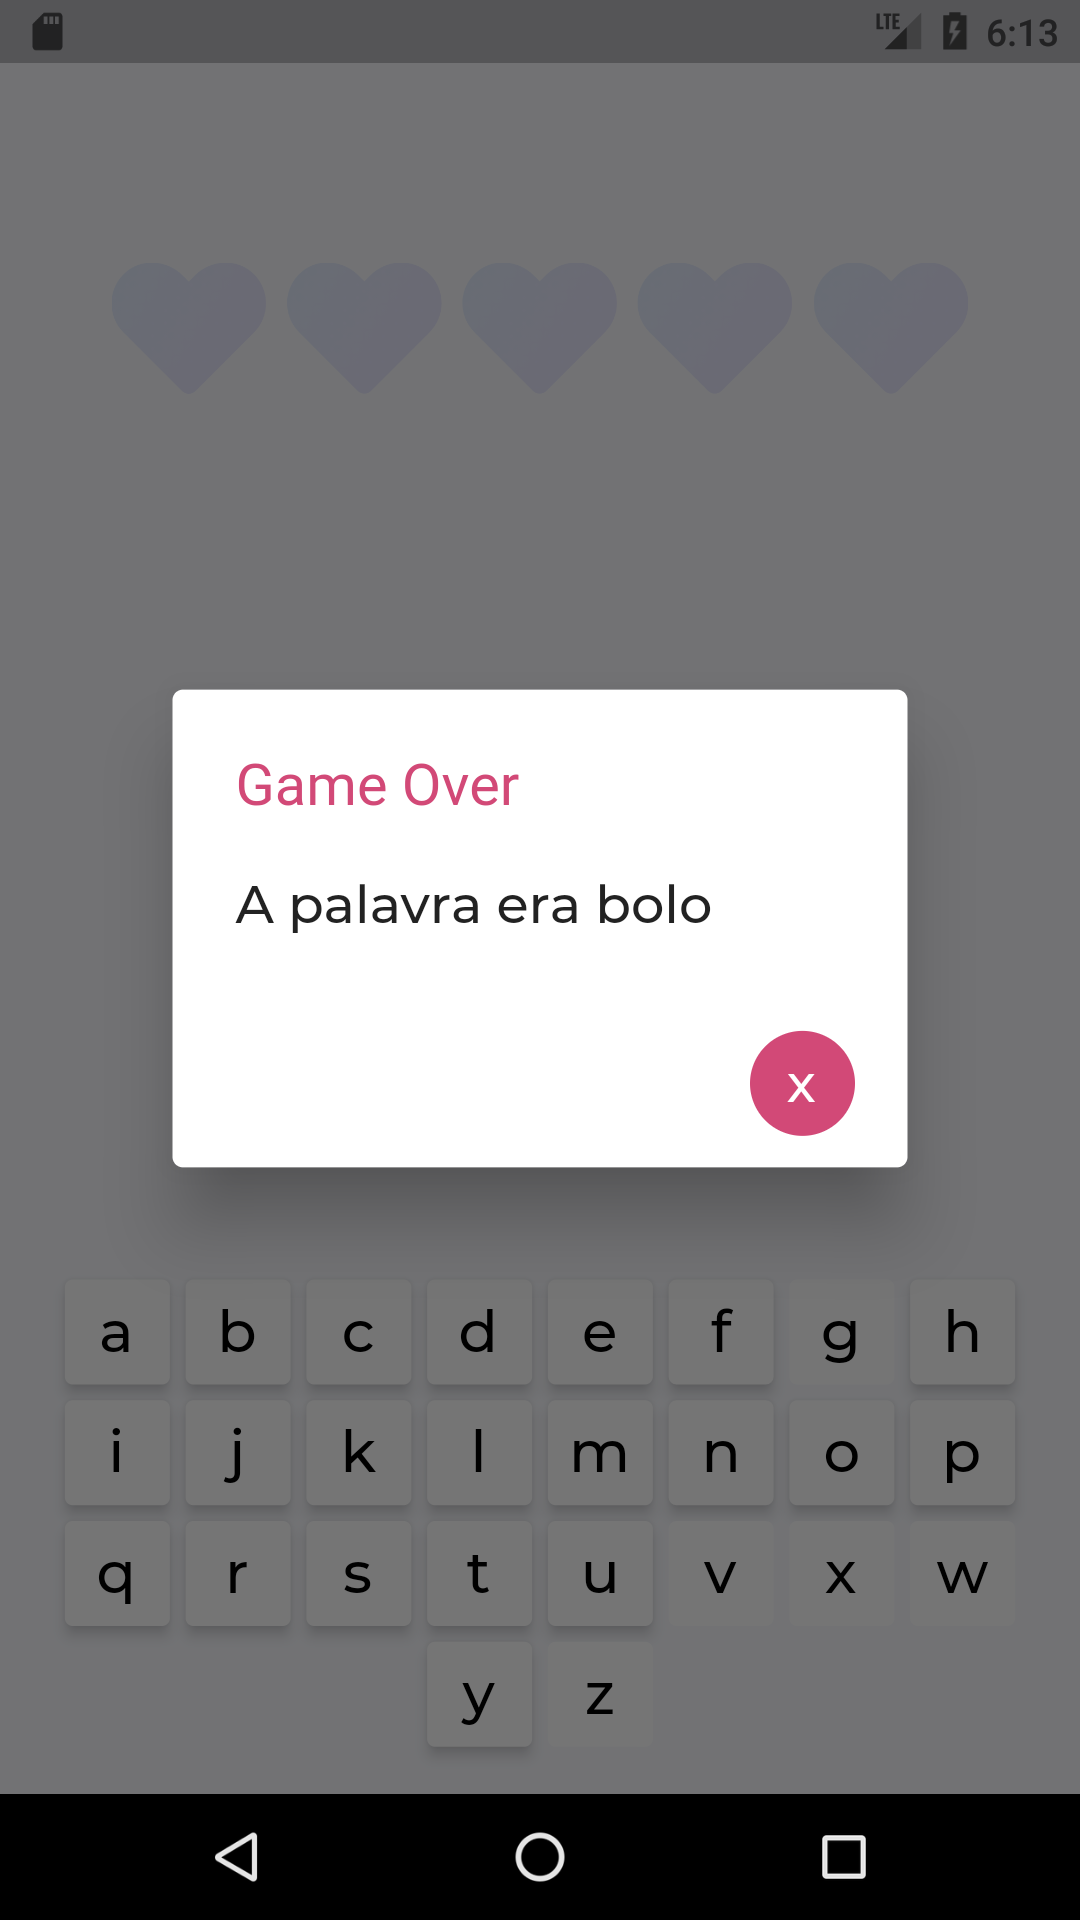 LTE 6:13
Game Over
A palavra era bolo
x
a b c d e f g h
i j k l m n o p
q r s t u v x w
y z